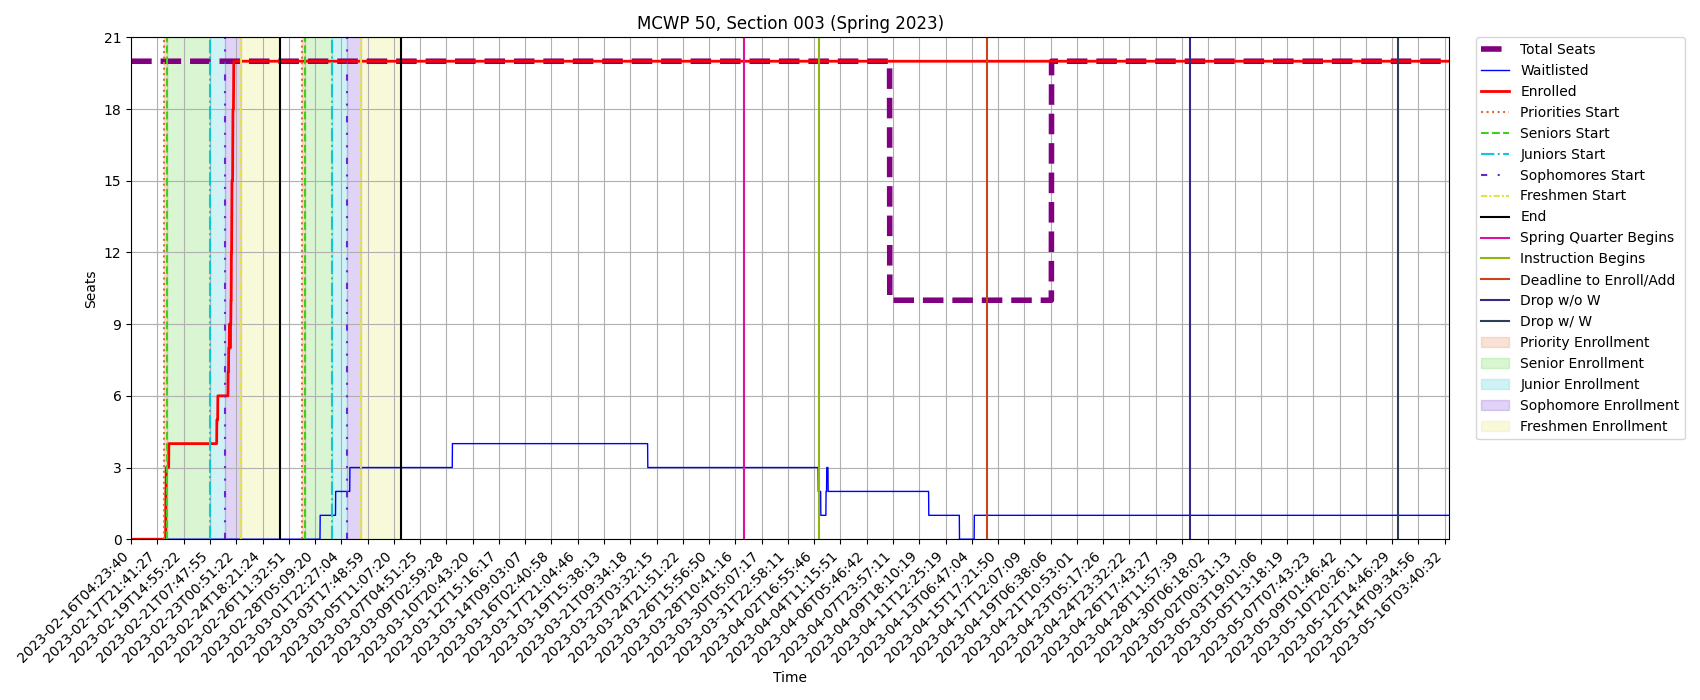 MCWP 50, Section 003 (Spring 2023)
Seats
21
18
15
12
9
6
3
0
2023-02-16T04:23:40
2023-02-17T21:41:27
2023-02-19T14:55:22
2023-02-21T07:47:55
2023-02-23T00:51:22
2023-02-24T18:21:24
2023-02-26T11:32:51
2023-02-28T05:09:20
2023-03-01T22:27:04
2023-03-03T17:48:59
2023-03-05T11:07:20
2023-03-07T04:51:25
2023-03-09T02:59:28
2023-03-10T20:43:20
2023-03-12T15:16:17
2023-03-14T09:03:07
2023-03-16T02:40:58
2023-03-17T21:04:46
2023-03-19T15:38:13
2023-03-21T09:34:18
2023-03-23T03:32:15
2023-03-24T21:51:22
2023-03-26T15:56:50
2023-03-28T10:41:16
2023-03-30T05:07:17
2023-03-31T22:58:11
2023-04-02T16:55:46
2023-04-04T11:15:51
2023-04-06T05:46:42
2023-04-07T23:57:11
2023-04-09T18:10:19
2023-04-11T12:25:19
2023-04-13T06:47:04
2023-04-15T17:21:50
2023-04-17T12:07:09
2023-04-19T06:38:06
2023-04-21T10:53:01
2023-04-23T05:17:26
2023-04-24T23:32:22
2023-04-26T17:43:27
2023-04-28T11:57:39
2023-04-30T06:18:02
2023-05-02T00:31:13
2023-05-03T19:01:06
2023-05-05T13:18:19
2023-05-07T07:43:23
2023-05-09T01:46:42
2023-05-10T20:26:11
2023-05-12T14:46:29
2023-05-14T09:34:56
2023-05-16T03:40:32
Time
Total Seats
Waitlisted
Enrolled
Priorities Start
Seniors Start
Juniors Start
Sophomores Start
Freshmen Start
End
Spring Quarter Begins
Instruction Begins
Deadline to Enroll/Add
Drop w/o W
Drop w/ W
Priority Enrollment
Senior Enrollment
Junior Enrollment
Sophomore Enrollment
Freshmen Enrollment